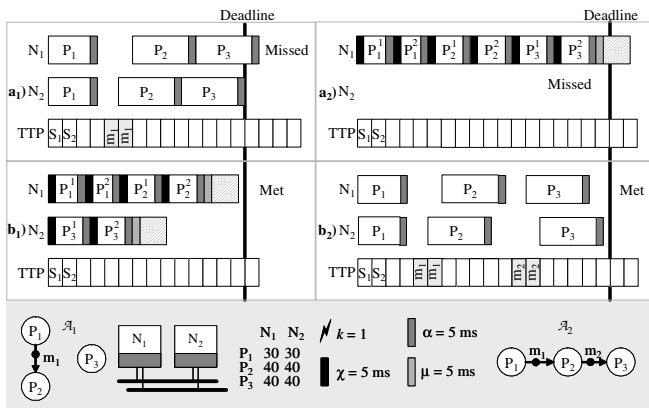 Deadline
Deadline
N1 P1 P2 P3 Missed
a1) N2 P1 P2 P3
TTP S1 S2 m1 m1
N1 P1^1 P1^2 P2^1 P2^2 P3^1 P3^2
Missed
a2) N2
TTP S1 S2
N1 P1^1 P1^2 P2^1 P2^2 Met
b1) N2 P3^1 P3^2
TTP S1 S2
N1 P1 P2 P3 Met
b2) N2 P1 P2 P3
TTP S1 S2 m1 m1 m2 m2
P1 𝒜1
m1
P2
P3
N1 N2
N1 N2
P1 30 30
P2 40 40
P3 40 40
k = 1
χ = 5 ms
α = 5 ms
μ = 5 ms
𝒜2
P1 m1 P2 m2 P3